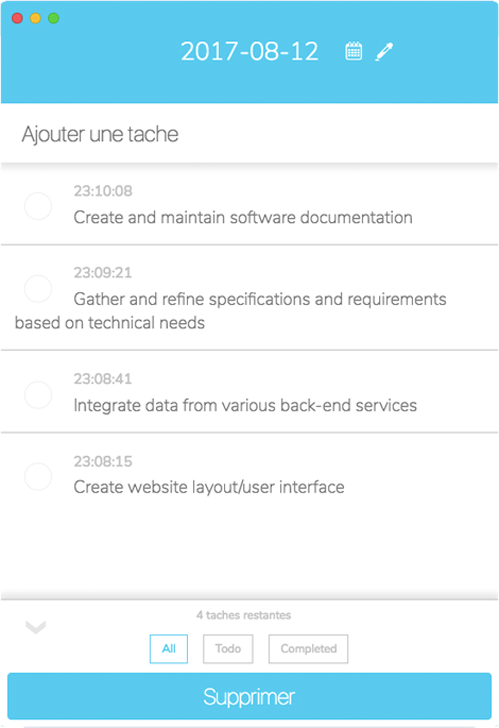 2017-08-12
Ajouter une tache
23:10:08
Create and maintain software documentation
23:09:21
Gather and refine specifications and requirements
based on technical needs
23:08:41
Integrate data from various back-end services
23:08:15
Create website layout/user interface
4 taches restantes
All Todo Completed
Supprimer